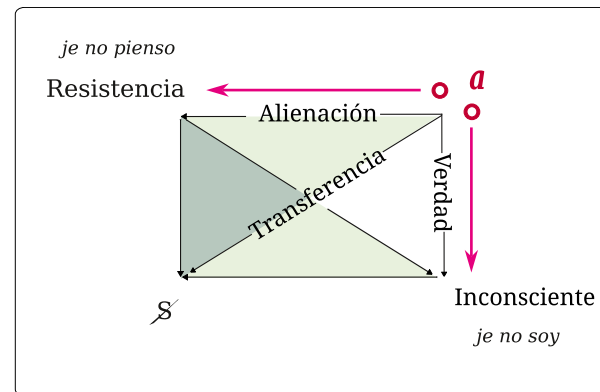 je no pienso
a
Resistencia
Alienación
Transferencia
Verdad
Inconsciente
S
je no soy